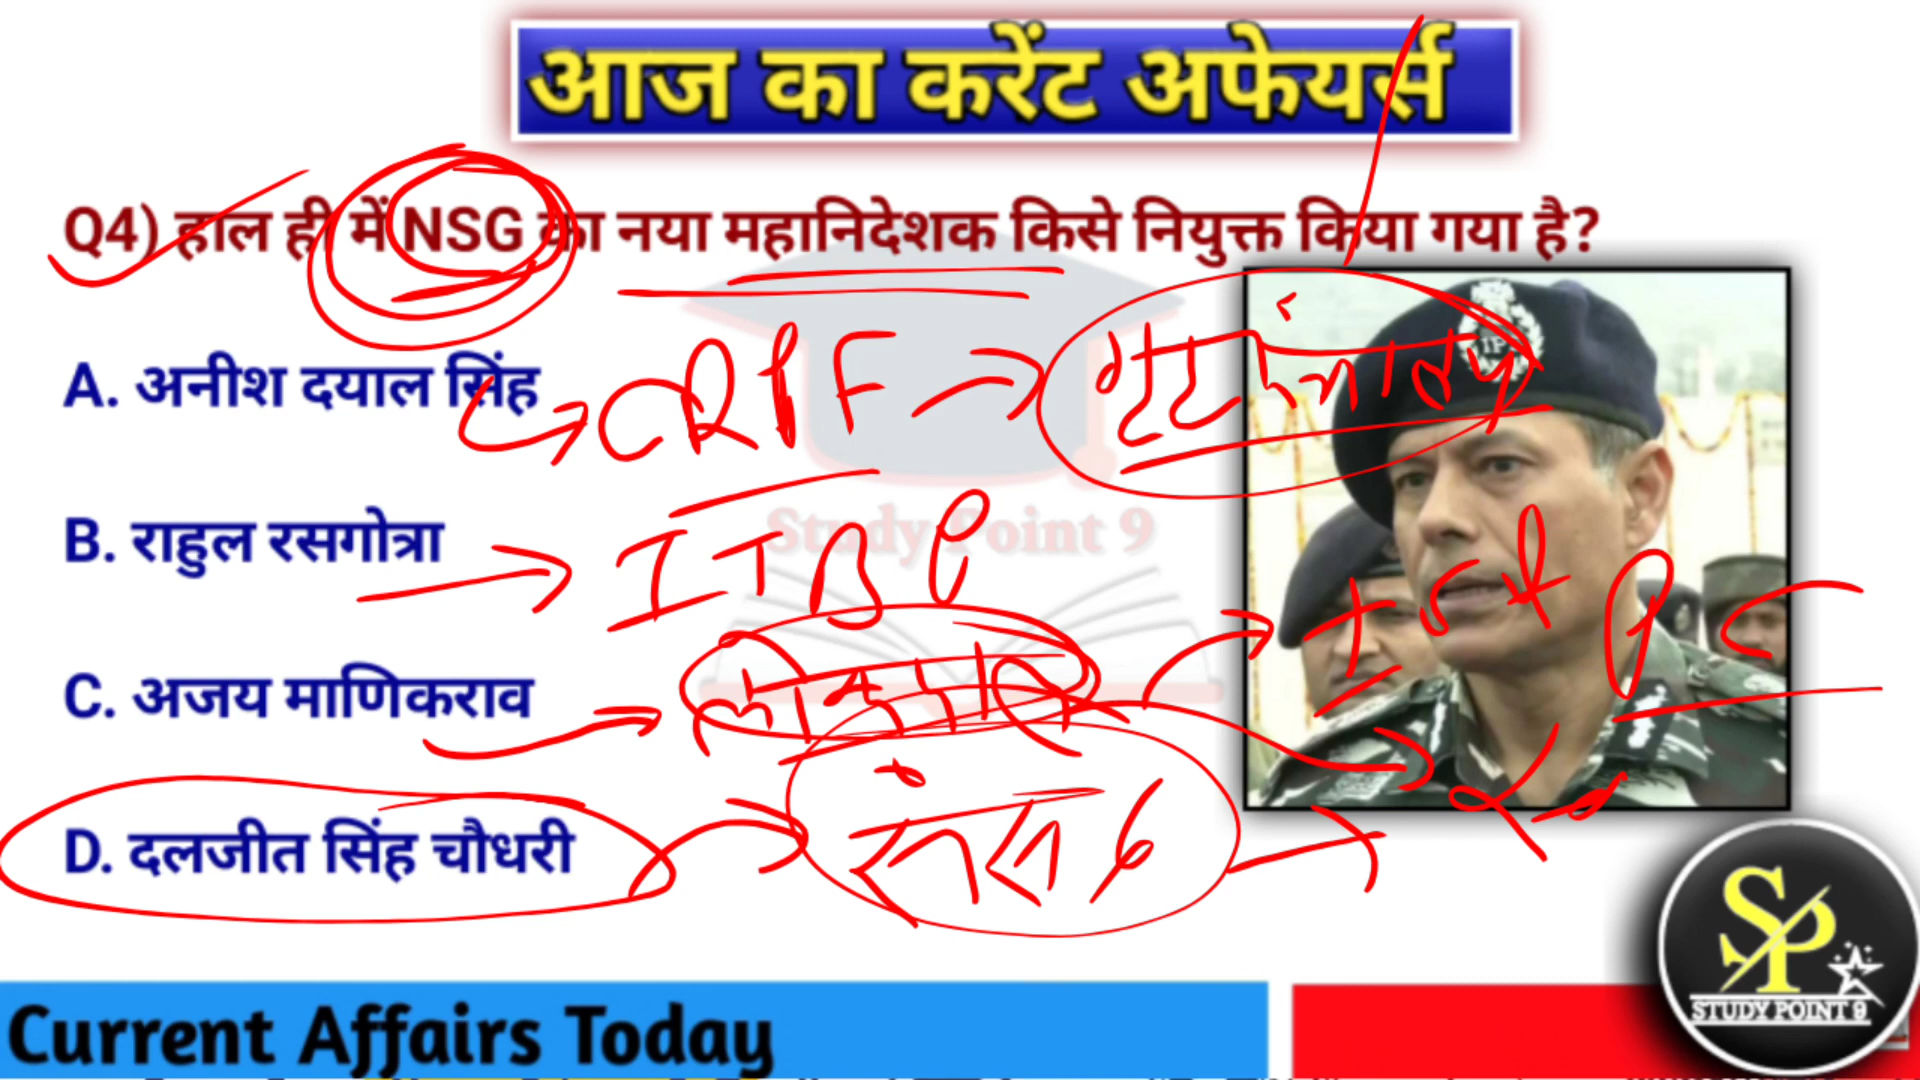 आज का करेंट अफेयर्स
Q4) हाल ही में NSG का नया महानिदेशक किसे नियुक्त किया गया है?
A. अनीश दयाल सिंह
CRPF
B. राहुल रसगोत्रा
ITBP
Study Point 9
C. अजय माणिकराव
D. दलजीत सिंह चौधरी
SP
STUDY POINT 9
Current Affairs Today